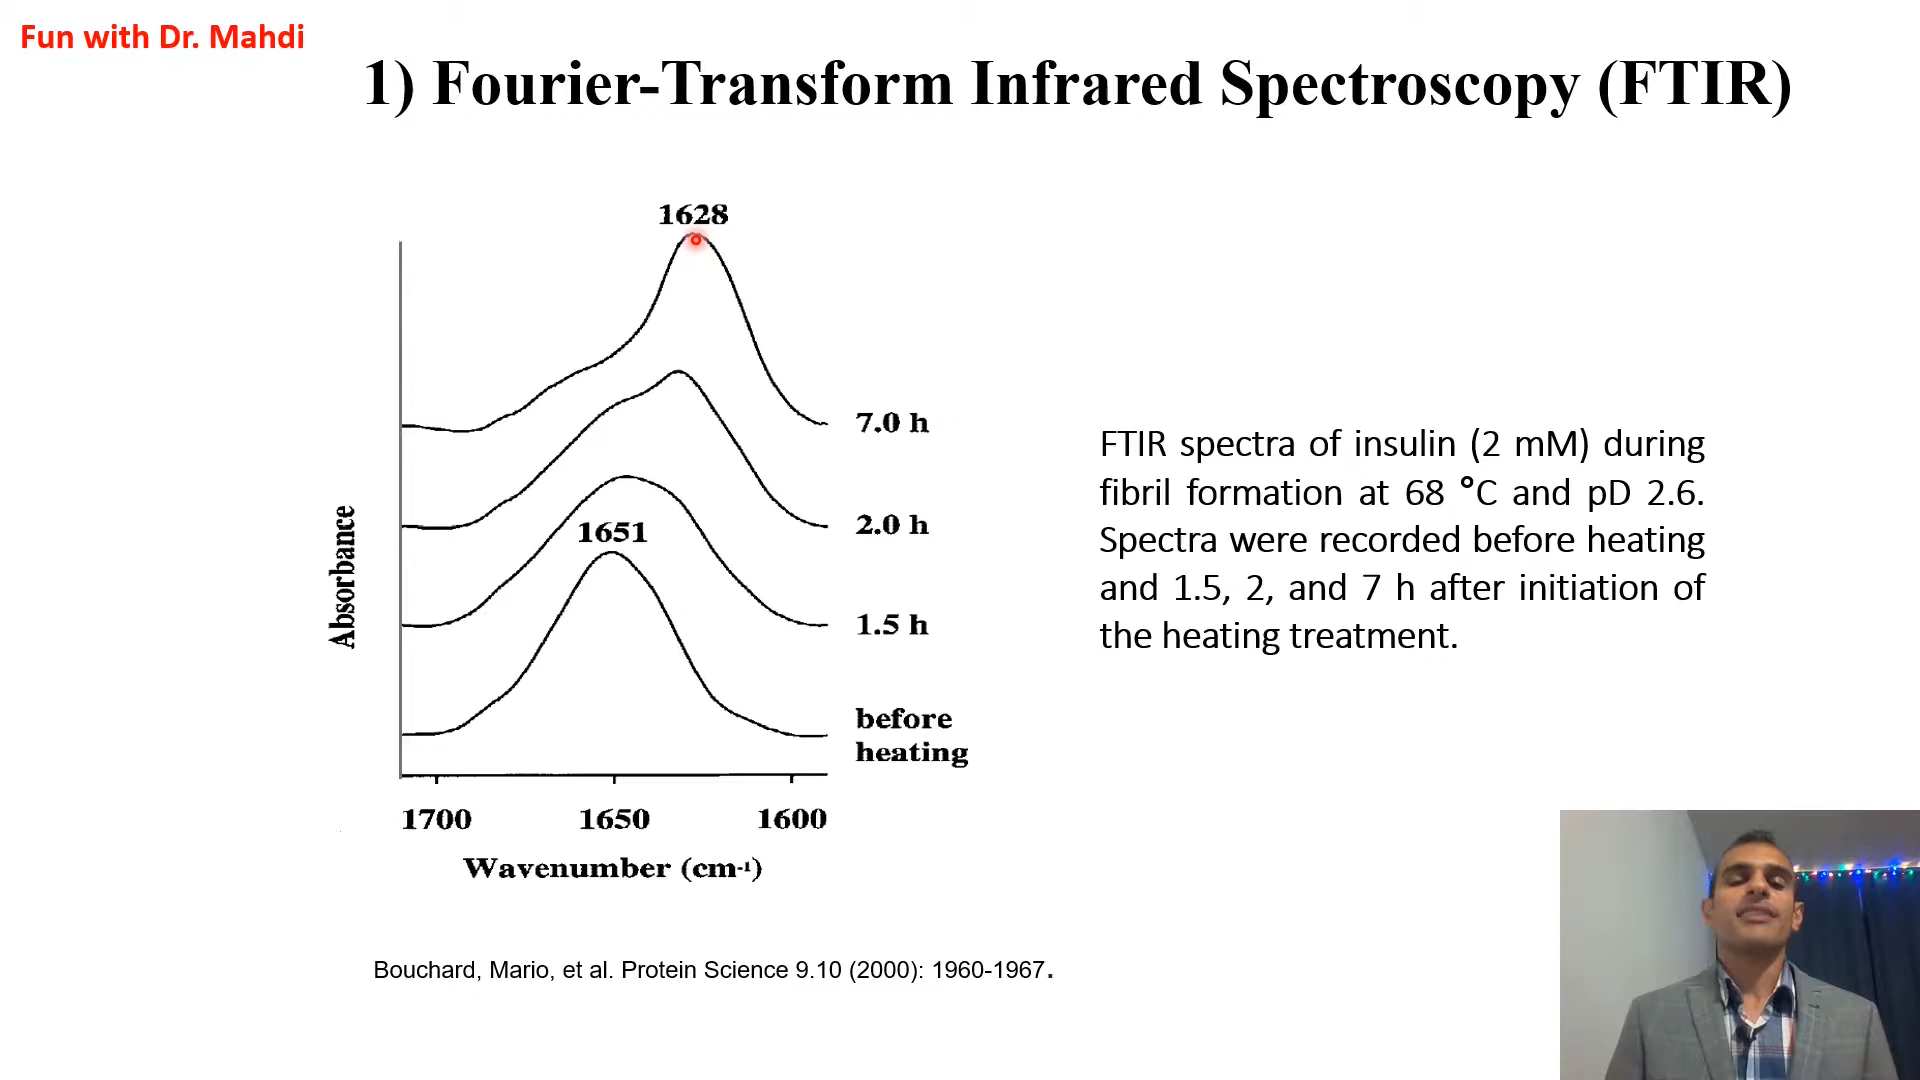 Fun with Dr. Mahdi
1) Fourier-Transform Infrared Spectroscopy (FTIR)
1628
7.0 h
2.0 h
1651
1.5 h
before
heating
Absorbance
1700 1650 1600
Wavenumber (cm-¹)
FTIR spectra of insulin (2 mM) during
fibril formation at 68 °C and pD 2.6.
Spectra were recorded before heating
and 1.5, 2, and 7 h after initiation of
the heating treatment.
Bouchard, Mario, et al. Protein Science 9.10 (2000): 1960-1967.